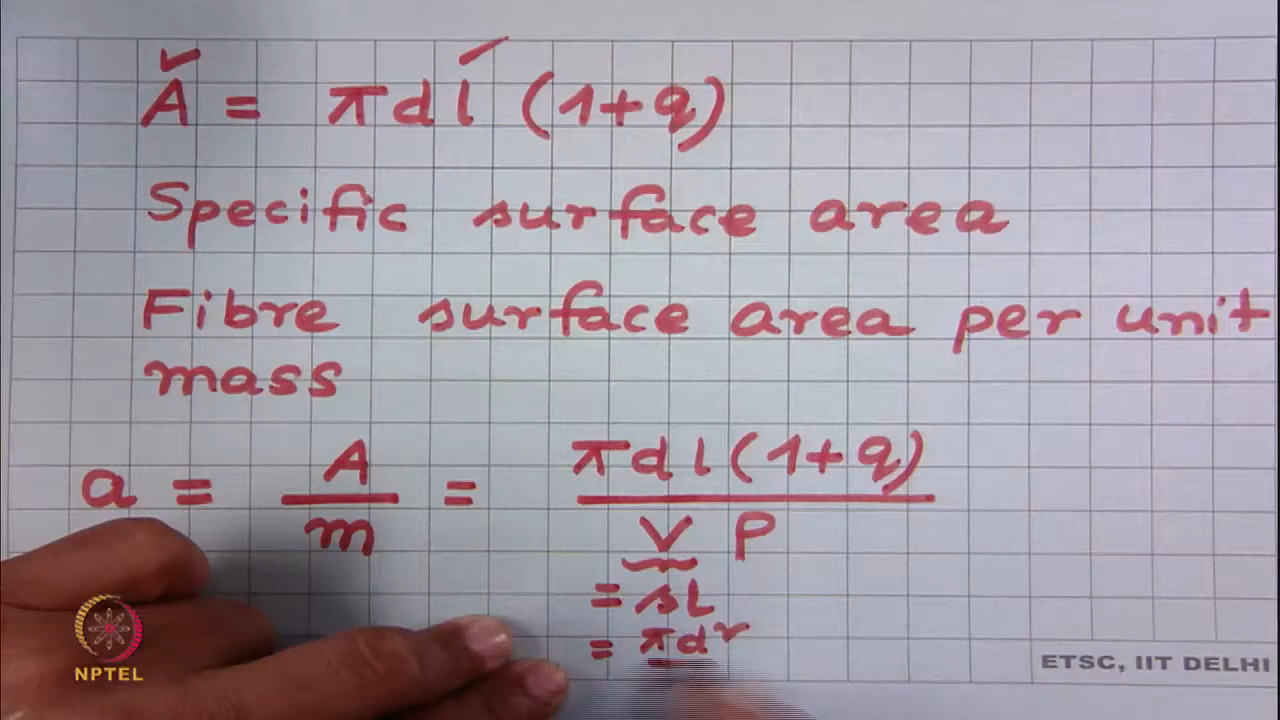 A = πdl (1+q)
Specific surface area
Fibre surface area per unit
mass
a = A/m = πdl(1+q)/Vρ
= sl
= πd²
NPTEL
ETSC, IIT DELHI